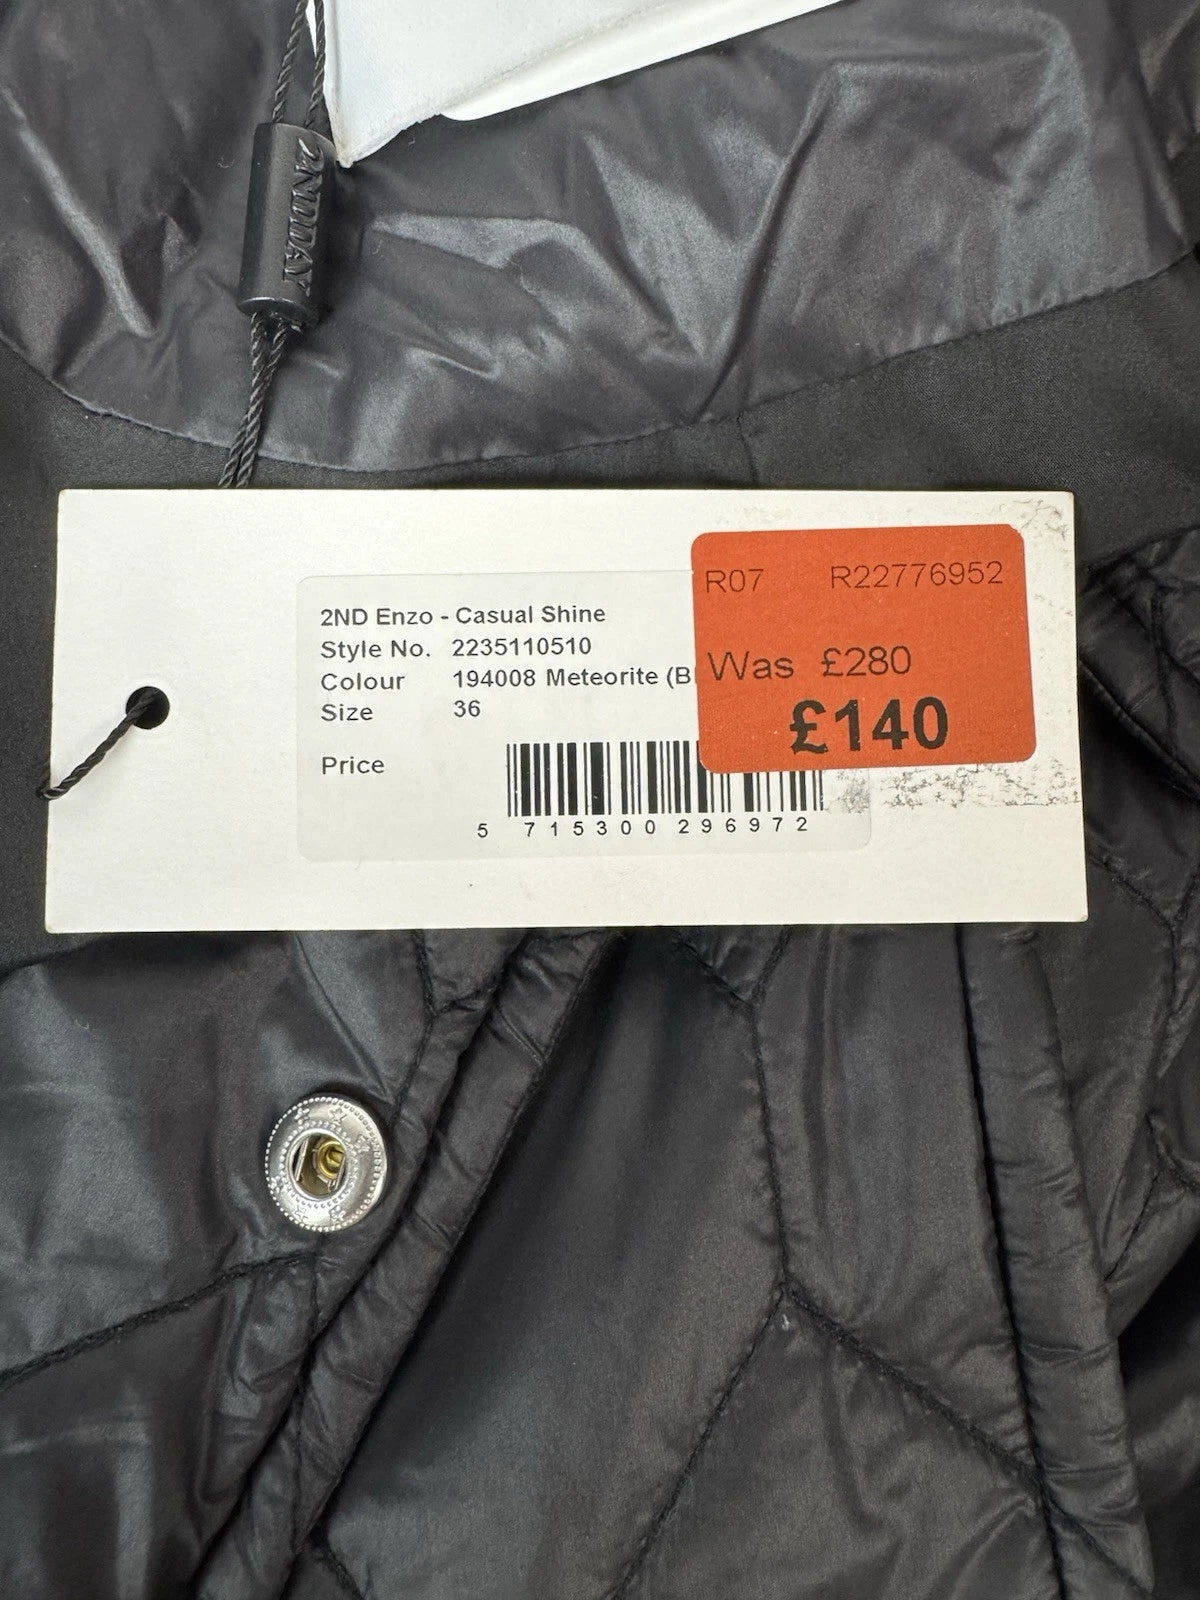 2NDDAY
R07 R22776952
2ND Enzo - Casual Shine
Style No. 2235110510
Colour 194008 Meteorite (B
Size 36
Was £280
£140
Price
5 715300 296972